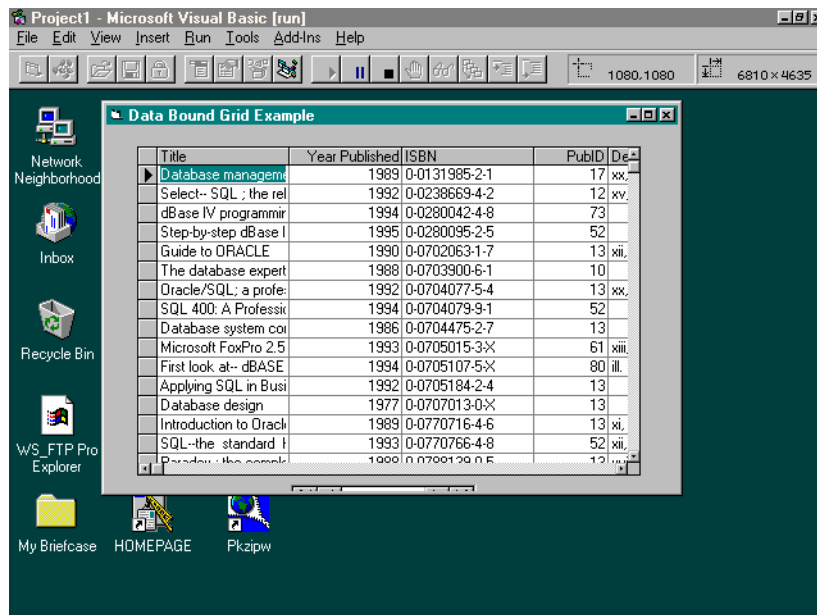 Project1 - Microsoft Visual Basic [run]
File Edit View Insert Run Tools Add-Ins Help
1080,1080 6810 × 4635
Data Bound Grid Example
Title Year Published ISBN PubID De
Database manageme 1989 0-0131985-2-1 17 xx,
Select-- SQL ; the rel 1992 0-0238669-4-2 12 xv,
dBase IV programmin 1994 0-0280042-4-8 73
Step-by-step dBase I 1995 0-0280095-2-5 52
Guide to ORACLE 1990 0-0702063-1-7 13 xii,
The database expert 1988 0-0703900-6-1 10
Oracle/SQL; a profe 1992 0-0704077-5-4 13 xx,
SQL 400: A Professio 1994 0-0704079-9-1 52
Database system co 1986 0-0704475-2-7 13
Microsoft FoxPro 2.5 1993 0-0705015-3-X 61 xiii,
First look at-- dBASE 1994 0-0705107-5-X 80 ill.
Applying SQL in Busi 1992 0-0705184-2-4 13
Database design 1977 0-0707013-0-X 13
Introduction to Oracl 1989 0-0770716-4-6 13 xi,
SQL--the standard 1993 0-0770766-4-8 52 xii,
Network
Neighborhood
Inbox
Recycle Bin
WS_FTP Pro
Explorer
My Briefcase
HOMEPAGE
Pkzipw